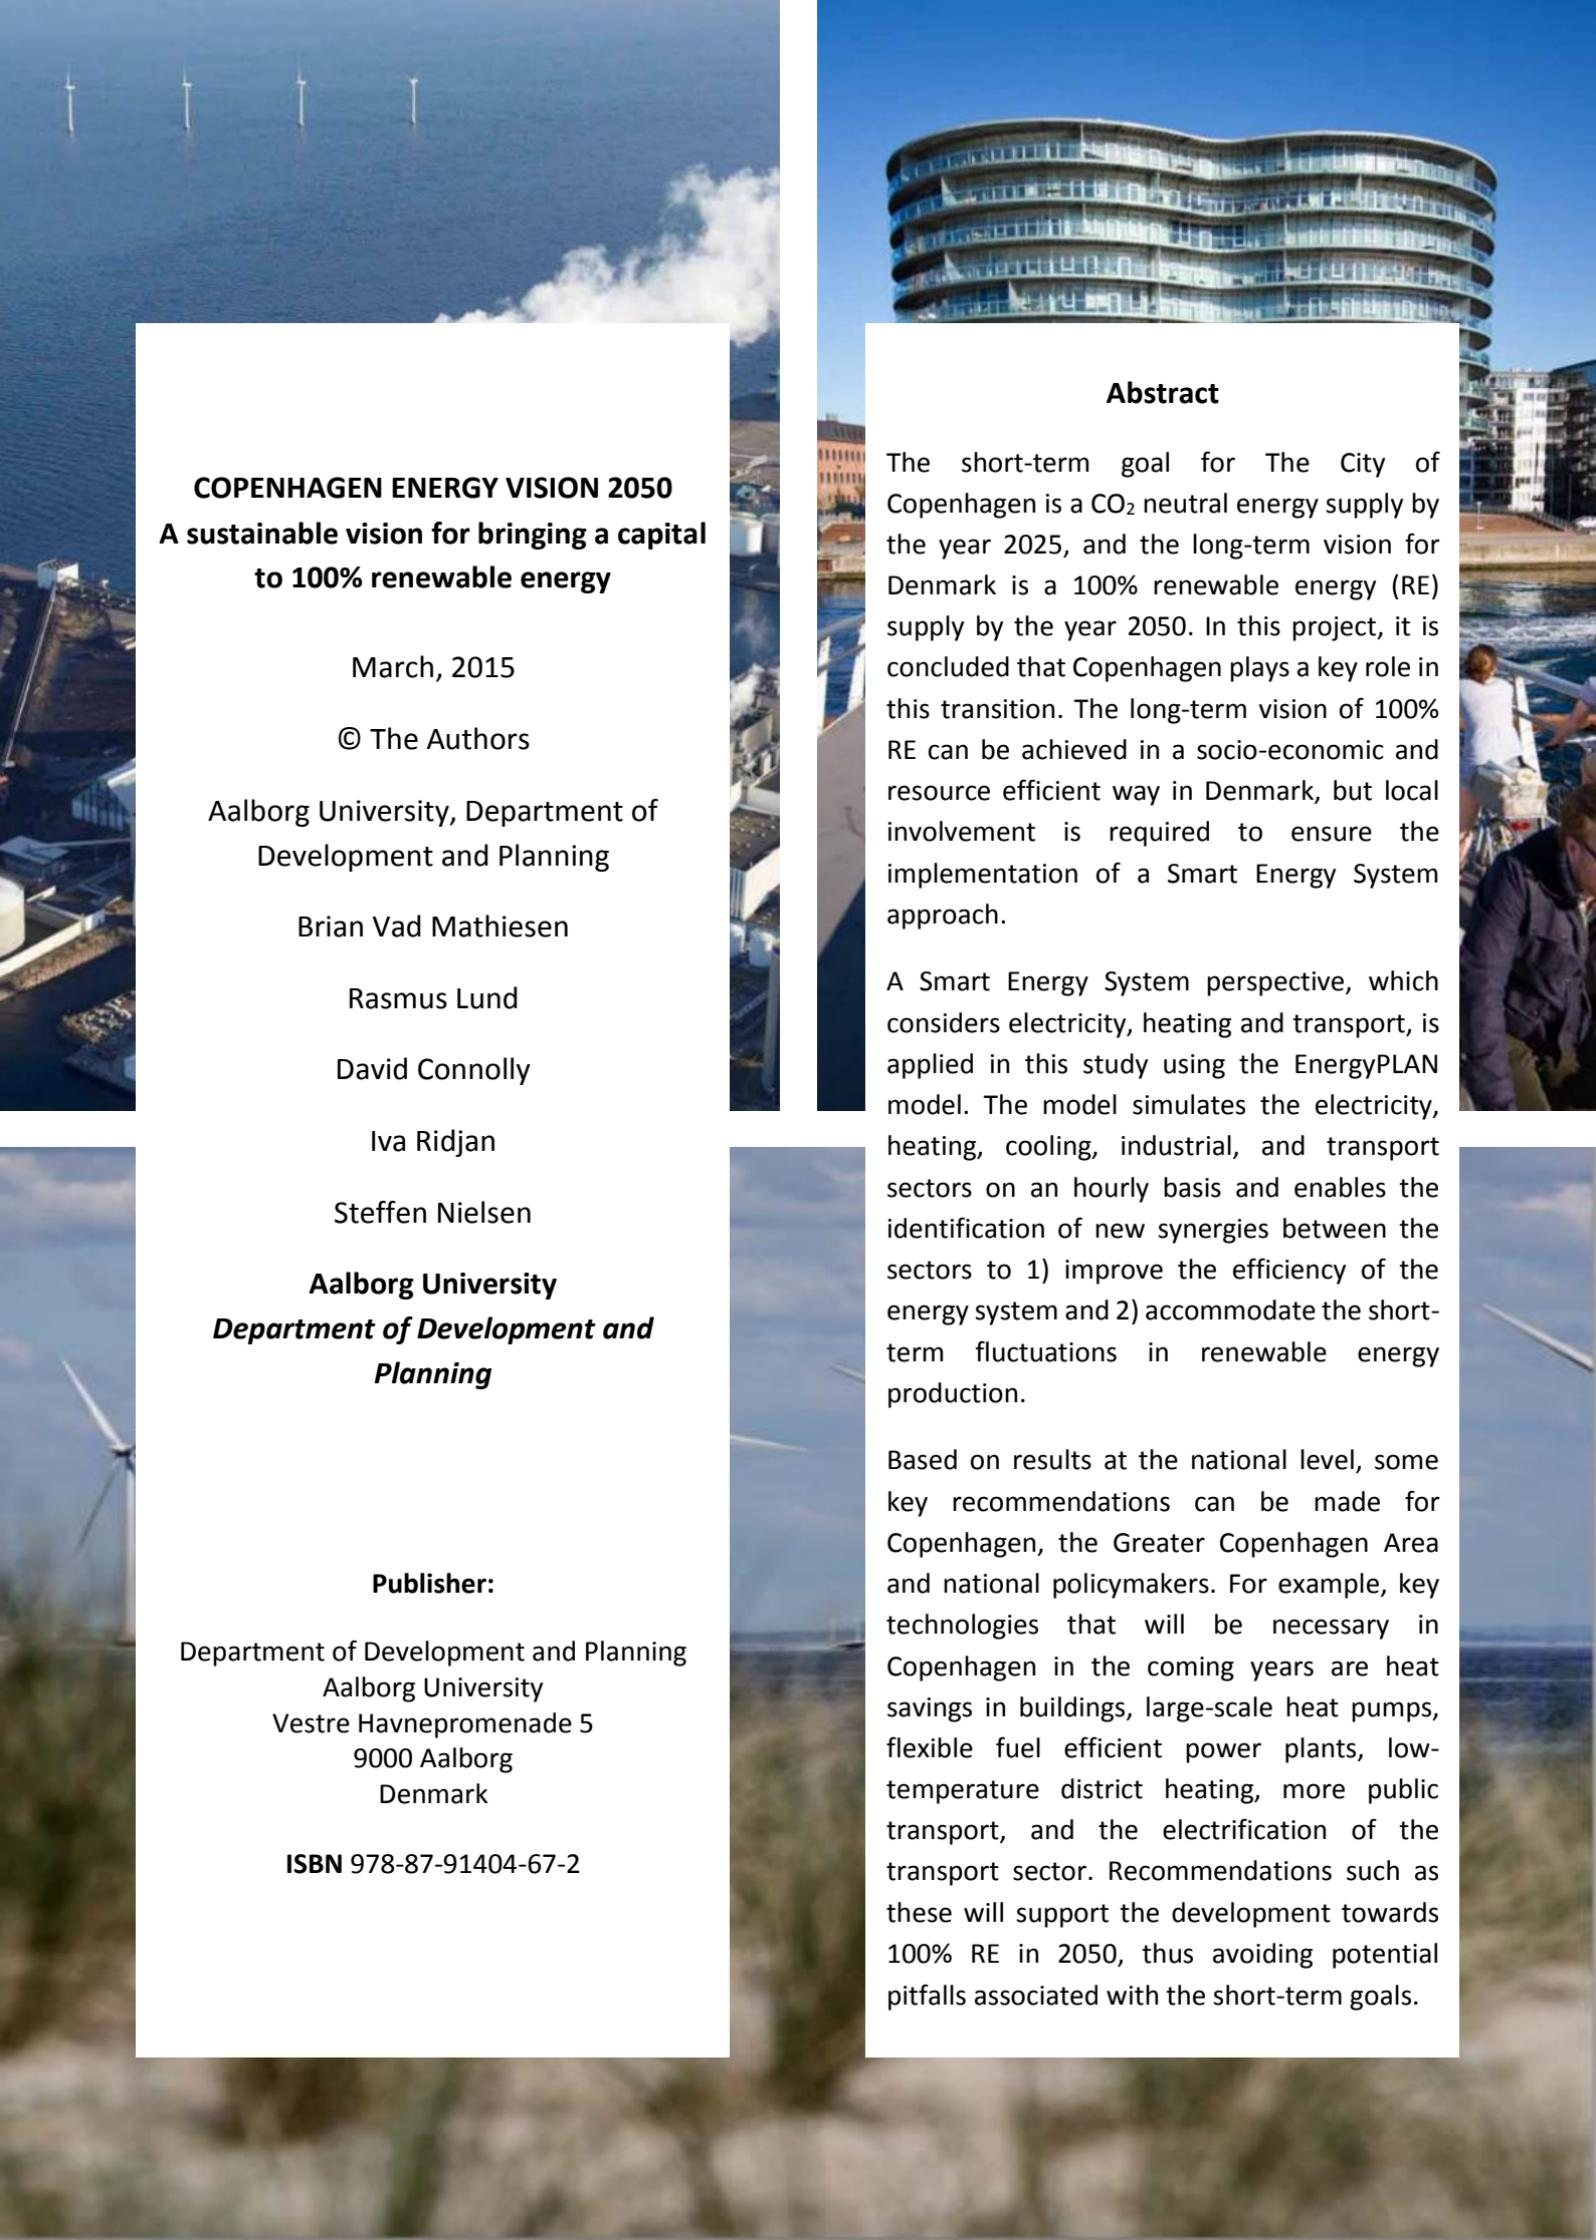 COPENHAGEN ENERGY VISION 2050
A sustainable vision for bringing a capital
to 100% renewable energy
March, 2015
© The Authors
Aalborg University, Department of
Development and Planning
Brian Vad Mathiesen
Rasmus Lund
David Connolly
Iva Ridjan
Steffen Nielsen
Aalborg University
Department of Development and
Planning
Publisher:
Department of Development and Planning
Aalborg University
Vestre Havnepromenade 5
9000 Aalborg
Denmark
ISBN 978-87-91404-67-2
Abstract
The short-term goal for The City of
Copenhagen is a CO₂ neutral energy supply by
the year 2025, and the long-term vision for
Denmark is a 100% renewable energy (RE)
supply by the year 2050. In this project, it is
concluded that Copenhagen plays a key role in
this transition. The long-term vision of 100%
RE can be achieved in a socio-economic and
resource efficient way in Denmark, but local
involvement is required to ensure the
implementation of a Smart Energy System
approach.
A Smart Energy System perspective, which
considers electricity, heating and transport, is
applied in this study using the EnergyPLAN
model. The model simulates the electricity,
heating, cooling, industrial, and transport
sectors on an hourly basis and enables the
identification of new synergies between the
sectors to 1) improve the efficiency of the
energy system and 2) accommodate the short-
term fluctuations in renewable energy
production.
Based on results at the national level, some
key recommendations can be made for
Copenhagen, the Greater Copenhagen Area
and national policymakers. For example, key
technologies that will be necessary in
Copenhagen in the coming years are heat
savings in buildings, large-scale heat pumps,
flexible fuel efficient power plants, low-
temperature district heating, more public
transport, and the electrification of the
transport sector. Recommendations such as
these will support the development towards
100% RE in 2050, thus avoiding potential
pitfalls associated with the short-term goals.